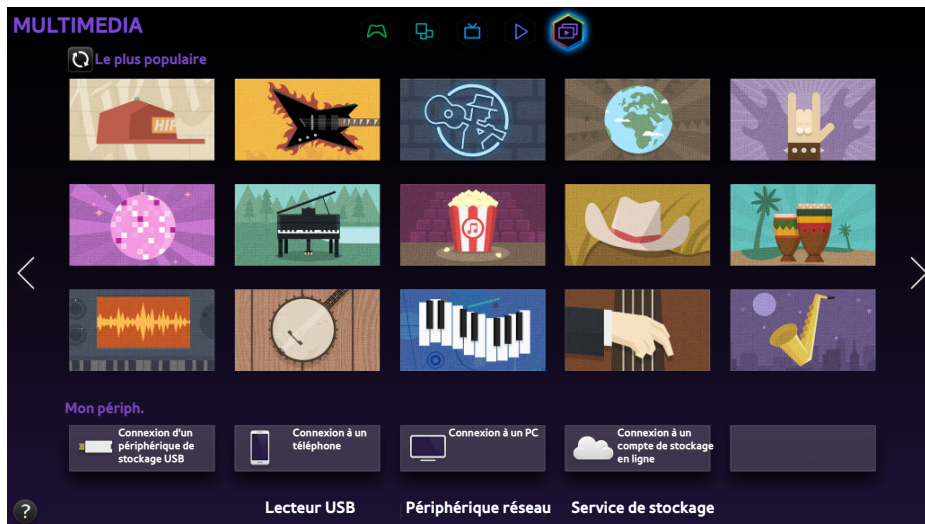 MULTIMEDIA
Le plus populaire
HIP
Mon périph.
Connexion d'un
périphérique de
stockage USB
Connexion à un
téléphone
Connexion à un PC
Connexion à un
compte de stockage
en ligne
?
Lecteur USB
Périphérique réseau
Service de stockage